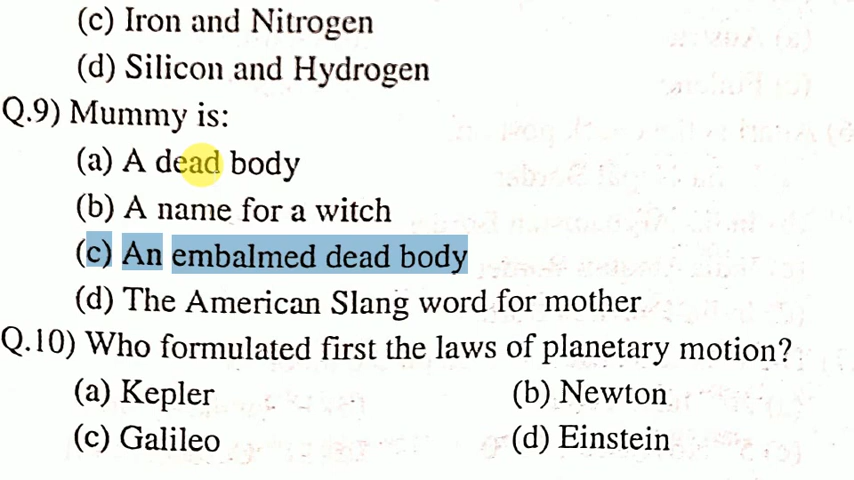 (c) Iron and Nitrogen
(d) Silicon and Hydrogen
Q.9) Mummy is:
(a) A dead body
(b) A name for a witch
(c) An embalmed dead body
(d) The American Slang word for mother
Q.10) Who formulated first the laws of planetary motion?
(a) Kepler (b) Newton
(c) Galileo (d) Einstein